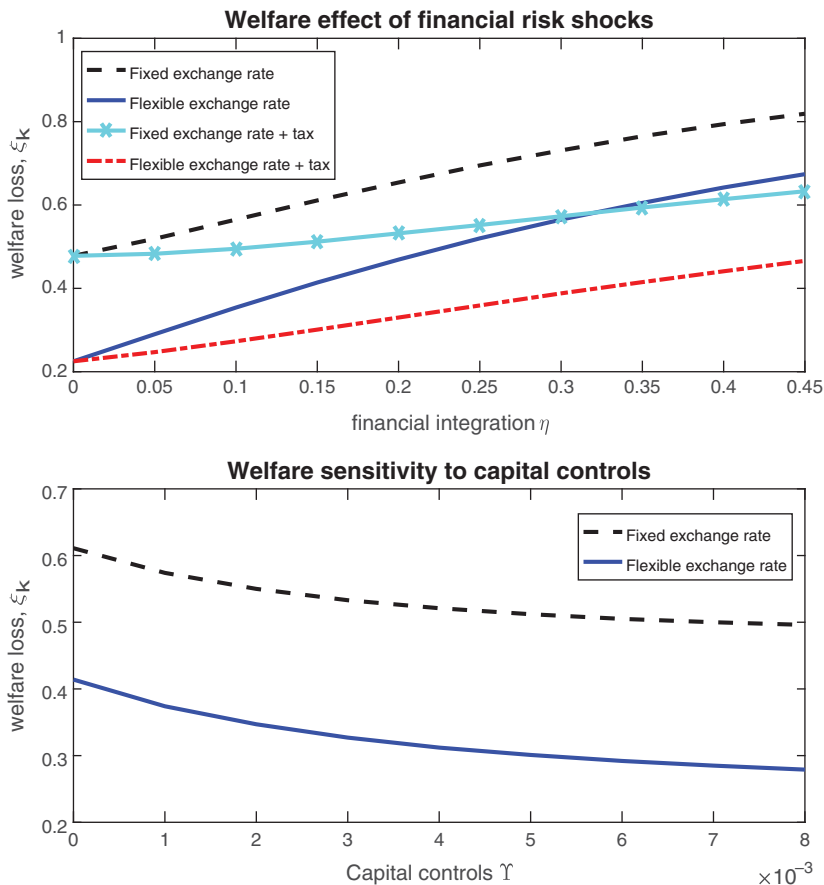 Welfare effect of financial risk shocks
1
0.8
0.6
0.4
0.2
welfare loss, ξk
Fixed exchange rate
Flexible exchange rate
Fixed exchange rate + tax
Flexible exchange rate + tax
0 0.05 0.1 0.15 0.2 0.25 0.3 0.35 0.4 0.45
financial integration η
Welfare sensitivity to capital controls
0.7
0.6
0.5
0.4
0.3
0.2
welfare loss, ξk
Fixed exchange rate
Flexible exchange rate
0 1 2 3 4 5 6 7 8
Capital controls ϒ
×10⁻³